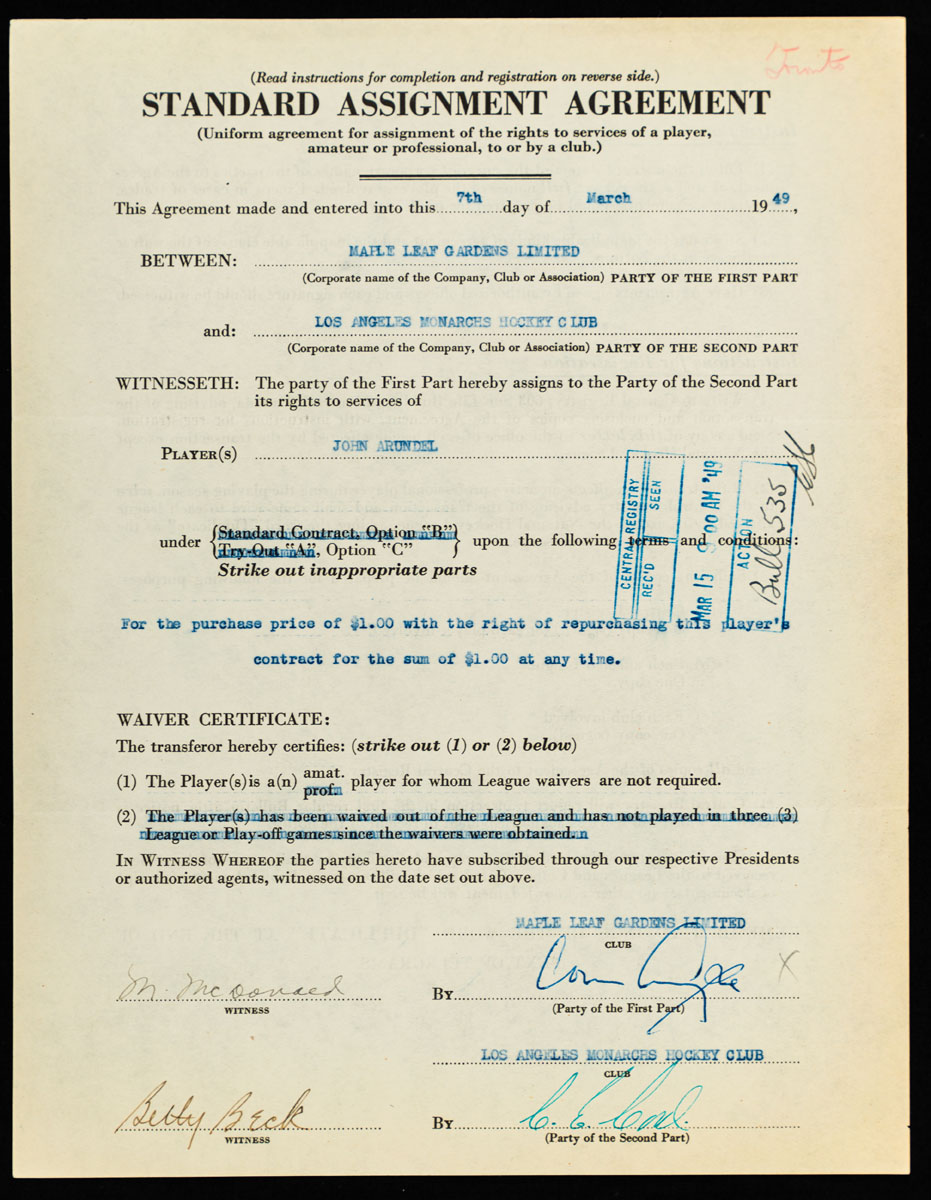 Toronto
(Read instructions for completion and registration on reverse side.)
STANDARD ASSIGNMENT AGREEMENT
(Uniform agreement for assignment of the rights to services of a player,
amateur or professional, to or by a club.)
This Agreement made and entered into this 7th day of March 19 49,
BETWEEN: MAPLE LEAF GARDENS LIMITED
(Corporate name of the Company, Club or Association) PARTY OF THE FIRST PART
and: LOS ANGELES MONARCHS HOCKEY CLUB
(Corporate name of the Company, Club or Association) PARTY OF THE SECOND PART
WITNESSETH: The party of the First Part hereby assigns to the Party of the Second Part
its rights to services of
PLAYER(S) JOHN ARUNDEL
under {Standard Contract, Option "B"}
{Try-Out "A", Option "C"} upon the following terms and conditions:
Strike out inappropriate parts
CENTRAL REGISTRY
REC'D SEEN
MAR 15 9 00 AM '49
ACTION
Bull 535
For the purchase price of $1.00 with the right of repurchasing this player's
contract for the sum of $1.00 at any time.
WAIVER CERTIFICATE:
The transferor hereby certifies: (strike out (1) or (2) below)
(1) The Player(s) is a(n) amat. prof. player for whom League waivers are not required.
(2) The Player(s) has been waived out of the League and has not played in three (3)
League or Play-off games since the waivers were obtained.
IN WITNESS WHEREOF the parties hereto have subscribed through our respective Presidents
or authorized agents, witnessed on the date set out above.
MAPLE LEAF GARDENS LIMITED
CLUB
M. McDonald BY Conn Smythe X
WITNESS (Party of the First Part)
LOS ANGELES MONARCHS HOCKEY CLUB
CLUB
Betty Beck BY
WITNESS (Party of the Second Part)